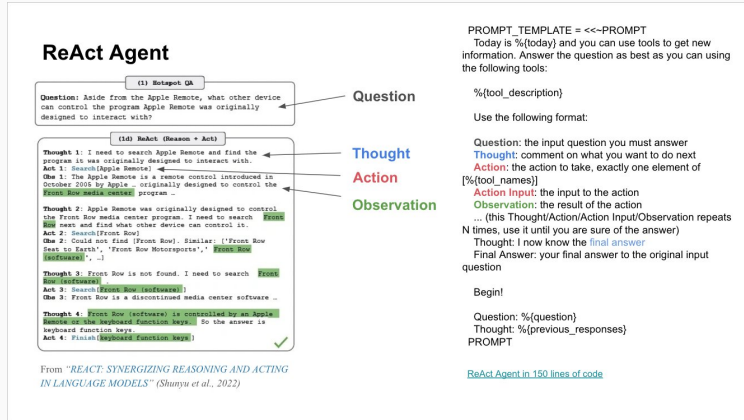 ReAct Agent
(1) Hotspot QA
Question: Aside from the Apple Remote, what other device
can control the program Apple Remote was originally
designed to interact with?
(1d) ReAct (Reason + Act)
Thought 1: I need to search Apple Remote and find the
program it was originally designed to interact with.
Act 1: Search[Apple Remote]
Obs 1: The Apple Remote is a remote control introduced in
October 2005 by Apple … originally designed to control the
Front Row media center program …
Thought 2: Apple Remote was originally designed to control
the Front Row media center program. I need to search Front
Row next and find what other device can control it.
Act 2: Search[Front Row]
Obs 2: Could not find [Front Row]. Similar: ['Front Row
Seat to Earth', 'Front Row Motorsports', 'Front Row
(software)', …]
Thought 3: Front Row is not found. I need to search Front
Row (software) .
Act 3: Search[Front Row (software)]
Obs 3: Front Row is a discontinued media center software …
Thought 4: Front Row (software) is controlled by an Apple
Remote or the keyboard function keys. So the answer is
keyboard function keys.
Act 4: Finish[keyboard function keys]
Question
Thought
Action
Observation
From "REACT: SYNERGIZING REASONING AND ACTING
IN LANGUAGE MODELS" (Shunyu et al., 2022)
PROMPT_TEMPLATE = <<~PROMPT
Today is %{today} and you can use tools to get new
information. Answer the question as best as you can using
the following tools:
%{tool_description}
Use the following format:
Question: the input question you must answer
Thought: comment on what you want to do next
Action: the action to take, exactly one element of
[%{tool_names}]
Action Input: the input to the action
Observation: the result of the action
... (this Thought/Action/Action Input/Observation repeats
N times, use it until you are sure of the answer)
Thought: I now know the final answer
Final Answer: your final answer to the original input
question
Begin!
Question: %{question}
Thought: %{previous_responses}
PROMPT
ReAct Agent in 150 lines of code